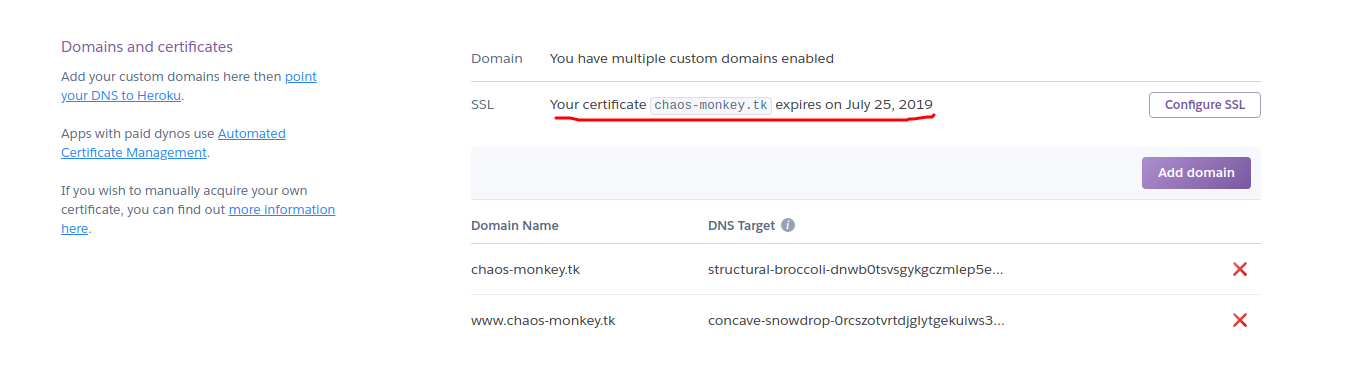 Domains and certificates
Add your custom domains here then point
your DNS to Heroku.
Apps with paid dynos use Automated
Certificate Management.
If you wish to manually acquire your own
certificate, you can find out more information
here.
Domain You have multiple custom domains enabled
SSL Your certificate chaos-monkey.tk expires on July 25, 2019 Configure SSL
Add domain
Domain Name DNS Target i
chaos-monkey.tk structural-broccoli-dnwb0tsvsgykgczmlep5e...
www.chaos-monkey.tk concave-snowdrop-0rcszotvrtdjglytgekuiws3...